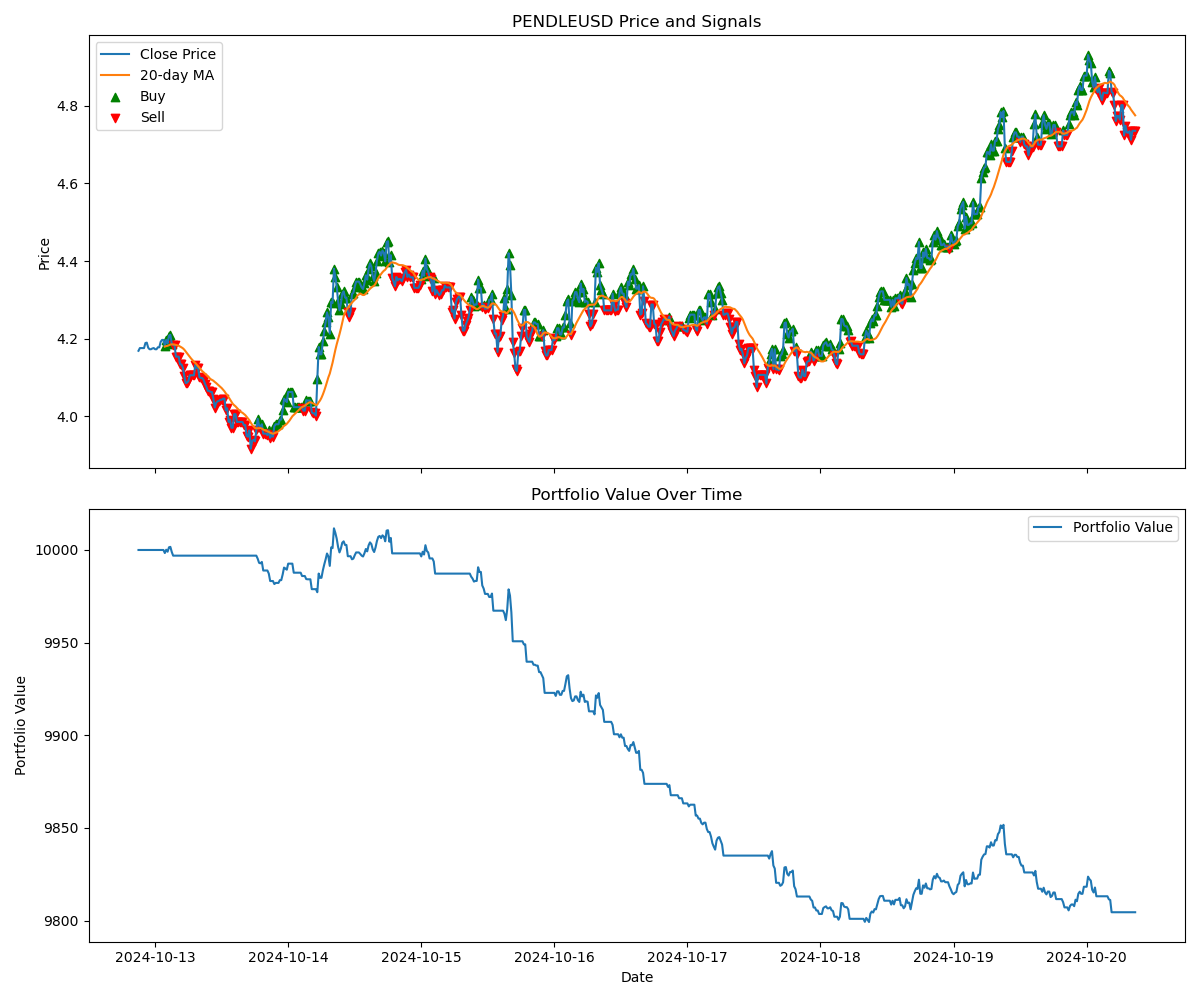 PENDLEUSD Price and Signals
Close Price
20-day MA
Buy
Sell
Price
4.8
4.6
4.4
4.2
4.0
Portfolio Value Over Time
Portfolio Value
Portfolio Value
10000
9950
9900
9850
9800
2024-10-13
2024-10-14
2024-10-15
2024-10-16
2024-10-17
2024-10-18
2024-10-19
2024-10-20
Date